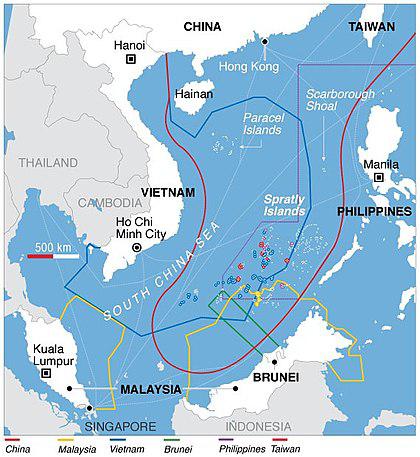 CHINA
TAIWAN
Hanoi
Hong Kong
Hainan
Scarborough
Shoal
Paracel
Islands
THAILAND
Manila
VIETNAM
CAMBODIA
Spratly
Islands
PHILIPPINES
Ho Chi
Minh City
500 km
SOUTH CHINA SEA
Kuala
Lumpur
BRUNEI
MALAYSIA
SINGAPORE
INDONESIA
China
Malaysia
Vietnam
Brunei
Philippines
Taiwan